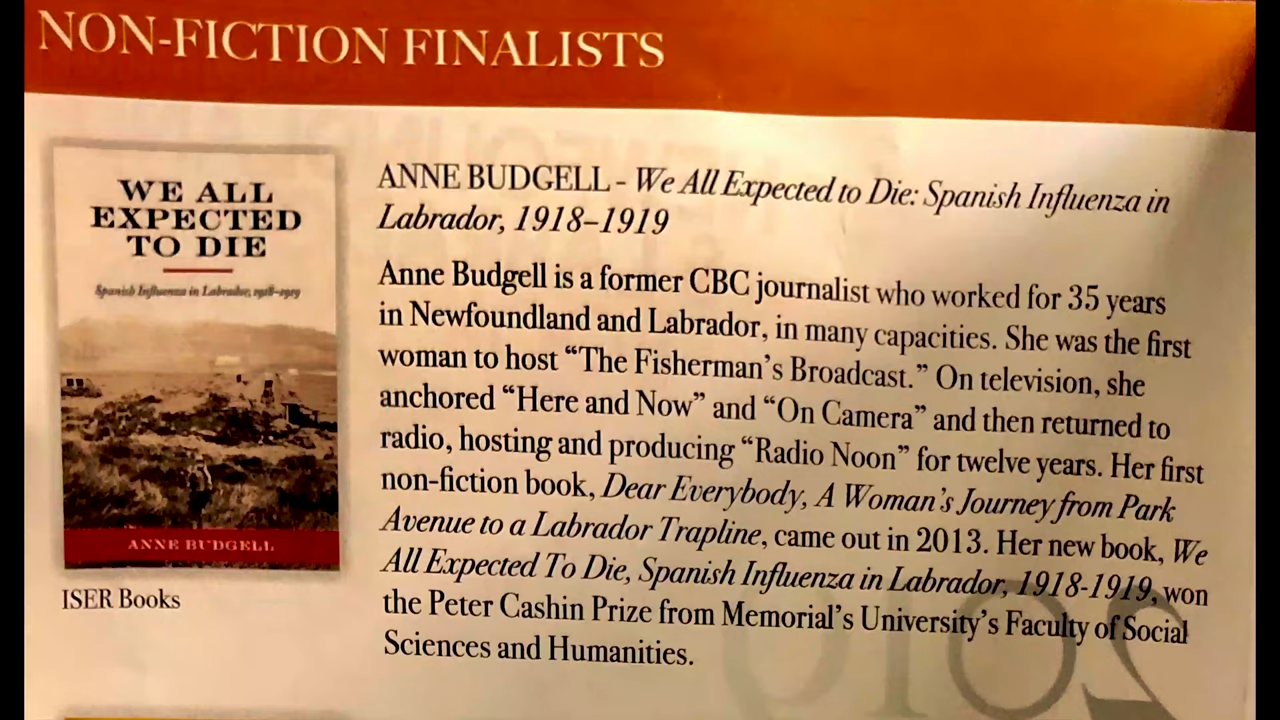 NON-FICTION FINALISTS
WE ALL
EXPECTED
TO DIE
Spanish Influenza in Labrador, 1918–1919
ANNE BUDGELL
ISER Books
ANNE BUDGELL - We All Expected to Die: Spanish Influenza in
Labrador, 1918–1919
Anne Budgell is a former CBC journalist who worked for 35 years
in Newfoundland and Labrador, in many capacities. She was the first
woman to host “The Fisherman’s Broadcast.” On television, she
anchored “Here and Now” and “On Camera” and then returned to
radio, hosting and producing “Radio Noon” for twelve years. Her first
non-fiction book, Dear Everybody, A Woman’s Journey from Park
Avenue to a Labrador Trapline, came out in 2013. Her new book, We
All Expected To Die, Spanish Influenza in Labrador, 1918-1919, won
the Peter Cashin Prize from Memorial’s University’s Faculty of Social
Sciences and Humanities.